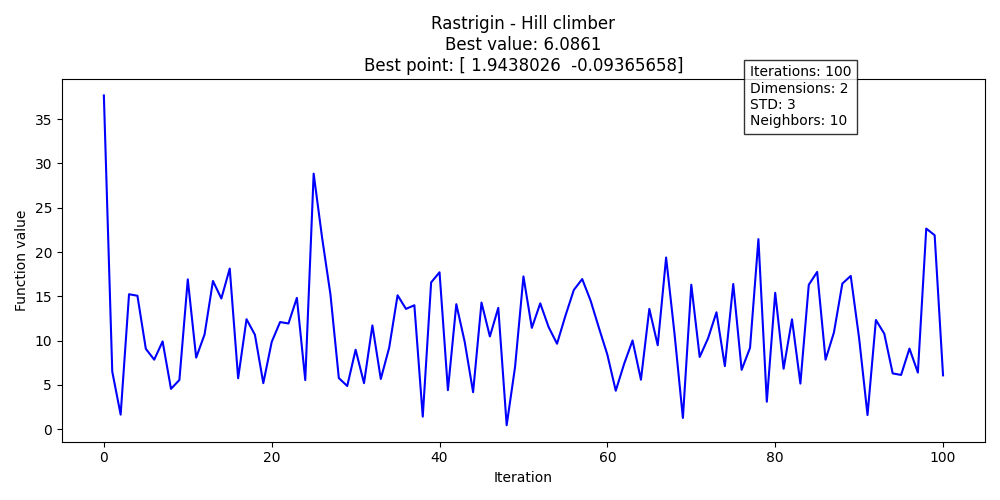 Rastrigin - Hill climber
Best value: 6.0861
Best point: [ 1.9438026  -0.09365658]
Iterations: 100
Dimensions: 2
STD: 3
Neighbors: 10
Function value
35
30
25
20
15
10
5
0
0 20 40 60 80 100
Iteration